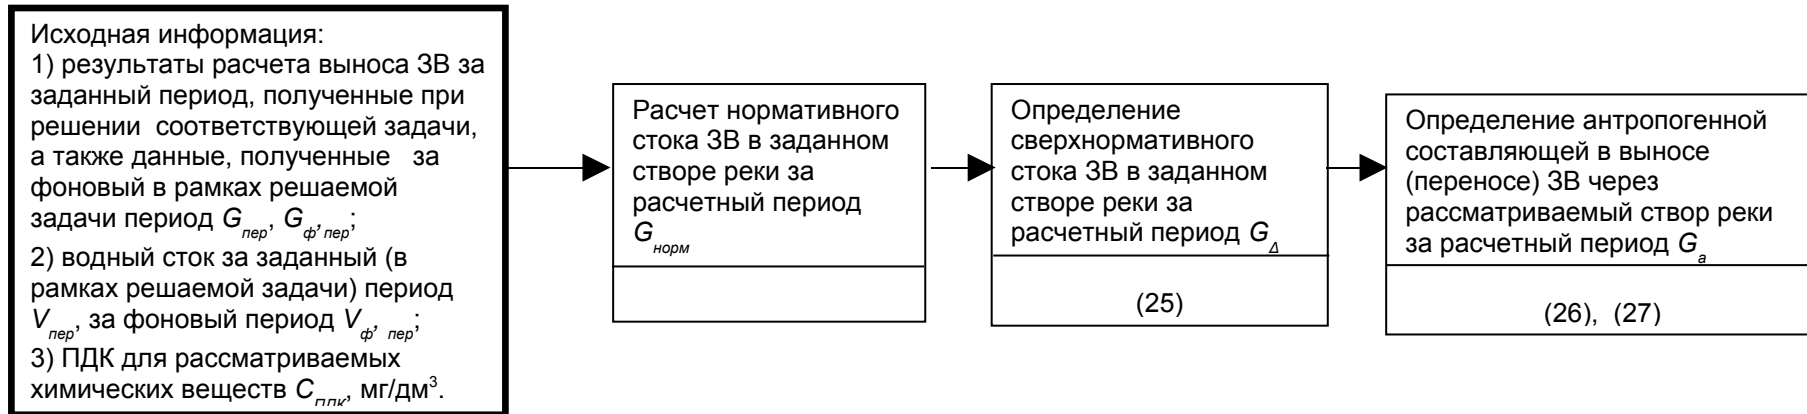 Исходная информация:
1) результаты расчета выноса ЗВ за
заданный период, полученные при
решении соответствующей задачи,
а также данные, полученные за
фоновый в рамках решаемой
задачи период G_пер, G_ф,пер;
2) водный сток за заданный (в
рамках решаемой задачи) период
V_пер, за фоновый период V_ф, пер;
3) ПДК для рассматриваемых
химических веществ C_ПДК, мг/дм³.
Расчет нормативного
стока ЗВ в заданном
створе реки за
расчетный период
G_норм
Определение
сверхнормативного
стока ЗВ в заданном
створе реки за
расчетный период G_Δ
(25)
Определение антропогенной
составляющей в выносе
(переносе) ЗВ через
рассматриваемый створ реки
за расчетный период G_а
(26), (27)